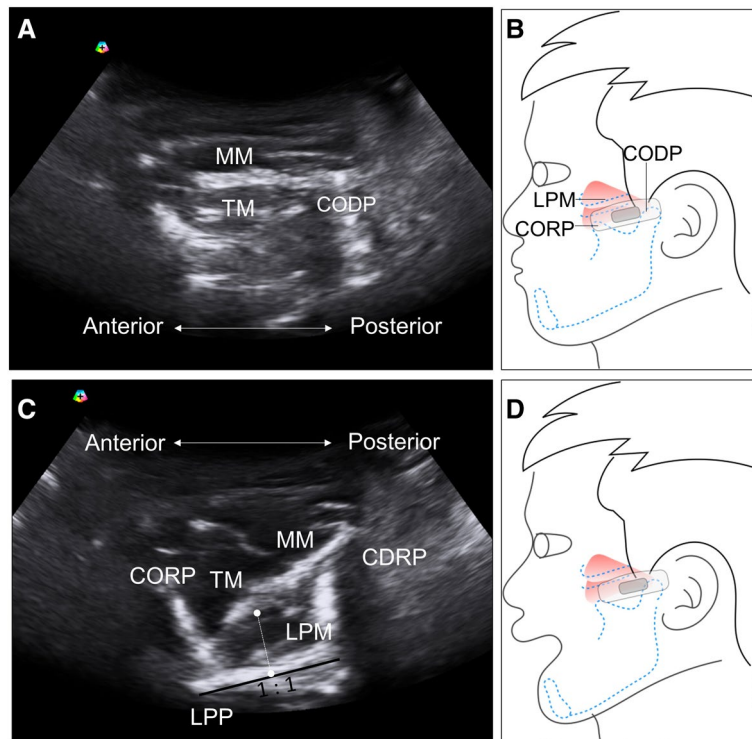 A
MM
TM
CODP
Anterior
Posterior
B
CODP
LPM
CORP
C
Anterior
Posterior
MM
CORP
TM
CDRP
LPM
1 : 1
LPP
D